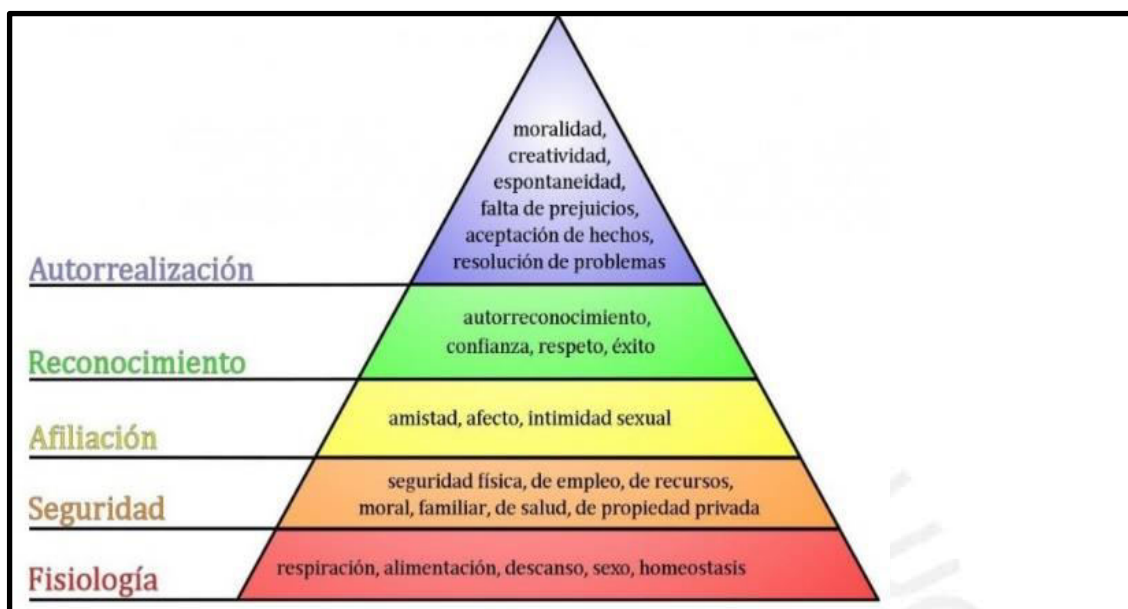 moralidad,
creatividad,
espontaneidad,
falta de prejuicios,
aceptación de hechos,
resolución de problemas
Autorrealización
autorreconocimiento,
confianza, respeto, éxito
Reconocimiento
amistad, afecto, intimidad sexual
Afiliación
seguridad física, de empleo, de recursos,
moral, familiar, de salud, de propiedad privada
Seguridad
respiración, alimentación, descanso, sexo, homeostasis
Fisiología